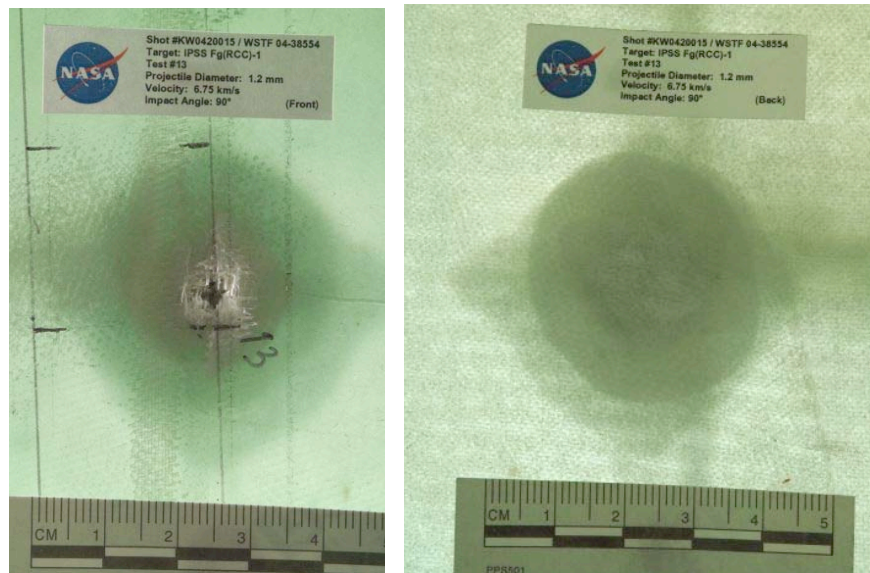 NASA
Shot #KW0420015 / WSTF 04-38554
Target: IPSS Fg(RCC)-1
Test #13
Projectile Diameter: 1.2 mm
Velocity: 6.75 km/s
Impact Angle: 90° (Front)
13
CM 1 2 3 4
NASA
Shot #KW0420015 / WSTF 04-38554
Target: IPSS Fg(RCC)-1
Test #13
Projectile Diameter: 1.2 mm
Velocity: 6.75 km/s
Impact Angle: 90° (Back)
CM 1 2 3 4 5
PPS501